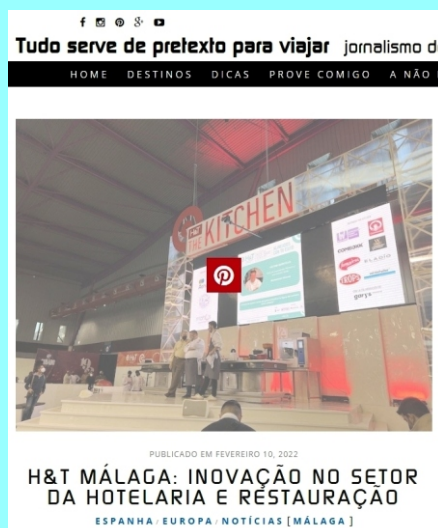 Tudo serve de pretexto para viajar jornalismo d
HOME DESTINOS DICAS PROVE COMIGO A NÃO
H&T
THE KITCHEN
PUBLICADO EM FEVEREIRO 10, 2022
H&T MÁLAGA: INOVAÇÃO NO SETOR
DA HOTELARIA E RESTAURAÇÃO
ESPANHA / EUROPA / NOTÍCIAS [MÁLAGA]